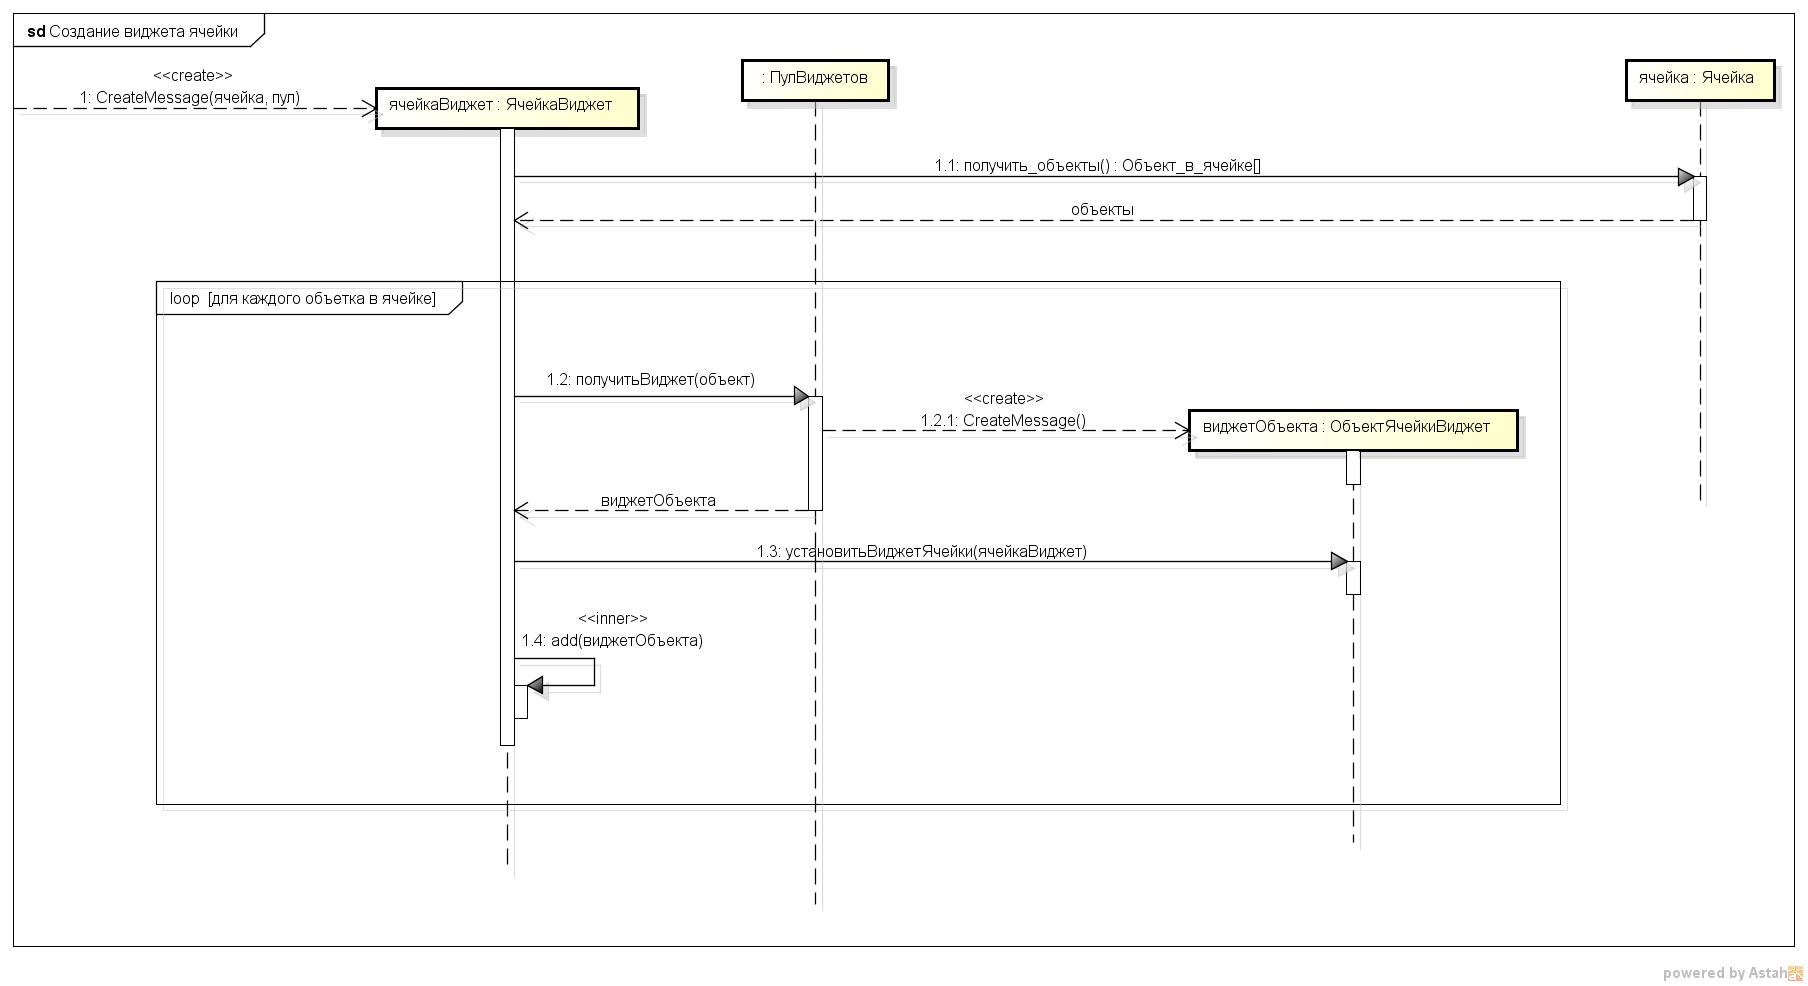 sd Создание виджета ячейки
<<create>>
1: CreateMessage(ячейка, пул)
ячейкаВиджет : ЯчейкаВиджет
: ПулВиджетов
ячейка : Ячейка
1.1: получить_объекты() : Объект_в_ячейке[]
объекты
loop [для каждого объетка в ячейке]
1.2: получитьВиджет(объект)
<<create>>
1.2.1: CreateMessage()
виджетОбъекта : ОбъектЯчейкиВиджет
виджетОбъекта
1.3: установитьВиджетЯчейки(ячейкаВиджет)
<<inner>>
1.4: add(виджетОбъекта)
powered by Astah